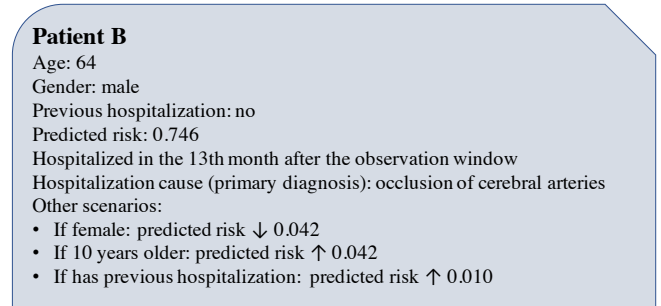 Patient B
Age: 64
Gender: male
Previous hospitalization: no
Predicted risk: 0.746
Hospitalized in the 13th month after the observation window
Hospitalization cause (primary diagnosis): occlusion of cerebral arteries
Other scenarios:
• If female: predicted risk ↓ 0.042
• If 10 years older: predicted risk ↑ 0.042
• If has previous hospitalization: predicted risk ↑ 0.010